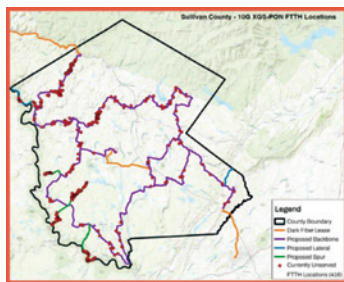 Sullivan County - 10G XGS-PON FTTH Locations
Legend
County Boundary
Dark Fiber Lease
Proposed Backbone
Proposed Lateral
Proposed Spur
Currently Unserved
FTTH Locations (416)